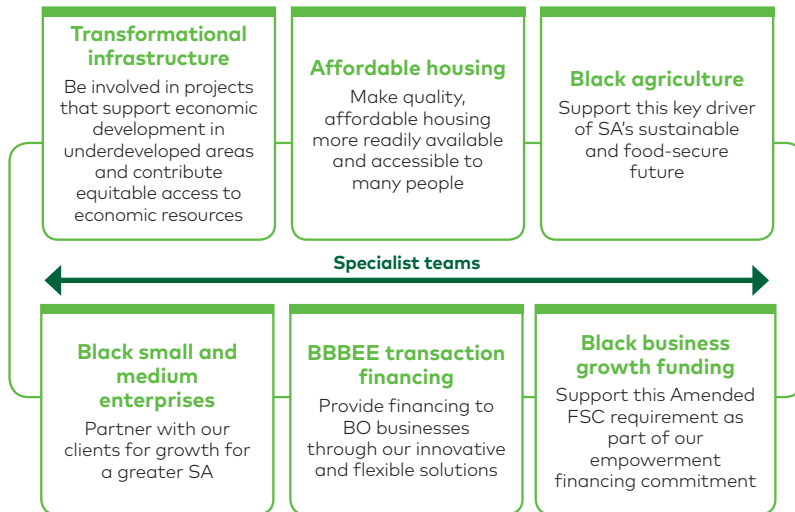 Transformational
infrastructure
Be involved in projects
that support economic
development in
underdeveloped areas
and contribute
equitable access to
economic resources
Affordable housing
Make quality,
affordable housing
more readily available
and accessible to
many people
Black agriculture
Support this key driver
of SA's sustainable
and food-secure
future
Specialist teams
Black small and
medium
enterprises
Partner with our
clients for growth for
a greater SA
BBBEE transaction
financing
Provide financing to
BO businesses
through our innovative
and flexible solutions
Black business
growth funding
Support this Amended
FSC requirement as
part of our
empowerment
financing commitment